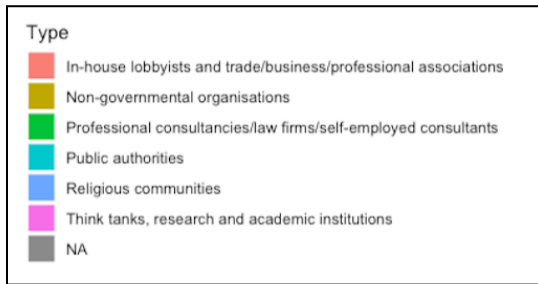 Type
In-house lobbyists and trade/business/professional associations
Non-governmental organisations
Professional consultancies/law firms/self-employed consultants
Public authorities
Religious communities
Think tanks, research and academic institutions
NA